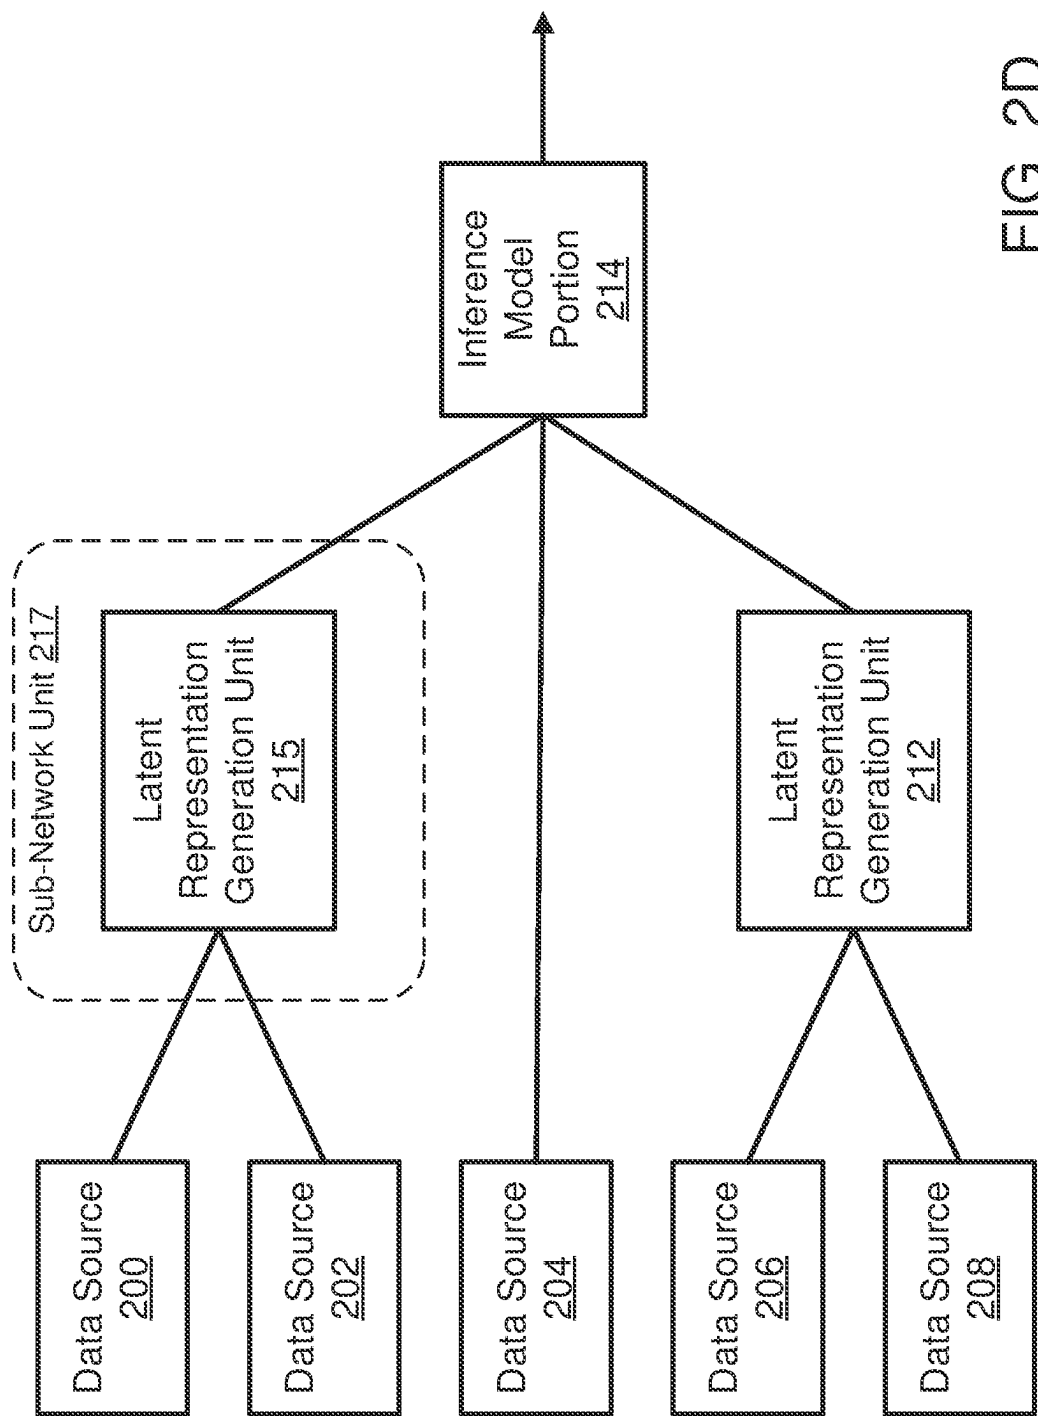 Data Source
200
Data Source
202
Data Source
204
Data Source
206
Data Source
208
Sub-Network Unit 217
Latent
Representation
Generation Unit
215
Latent
Representation
Generation Unit
212
Inference
Model
Portion
214
FIG. 2D